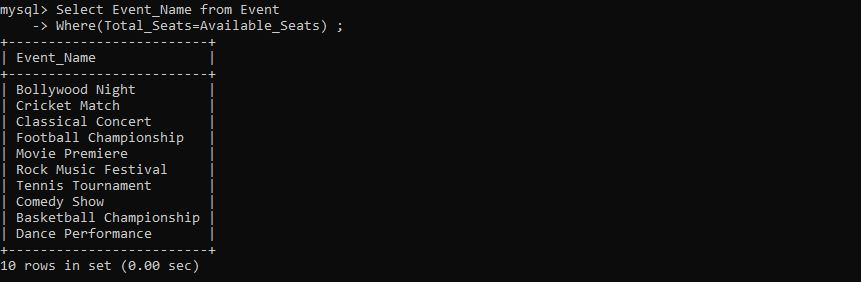 mysql> Select Event_Name from Event
    -> Where(Total_Seats=Available_Seats) ;
+-------------------------+
| Event_Name              |
+-------------------------+
| Bollywood Night         |
| Cricket Match           |
| Classical Concert       |
| Football Championship   |
| Movie Premiere          |
| Rock Music Festival     |
| Tennis Tournament       |
| Comedy Show             |
| Basketball Championship |
| Dance Performance       |
+-------------------------+
10 rows in set (0.00 sec)